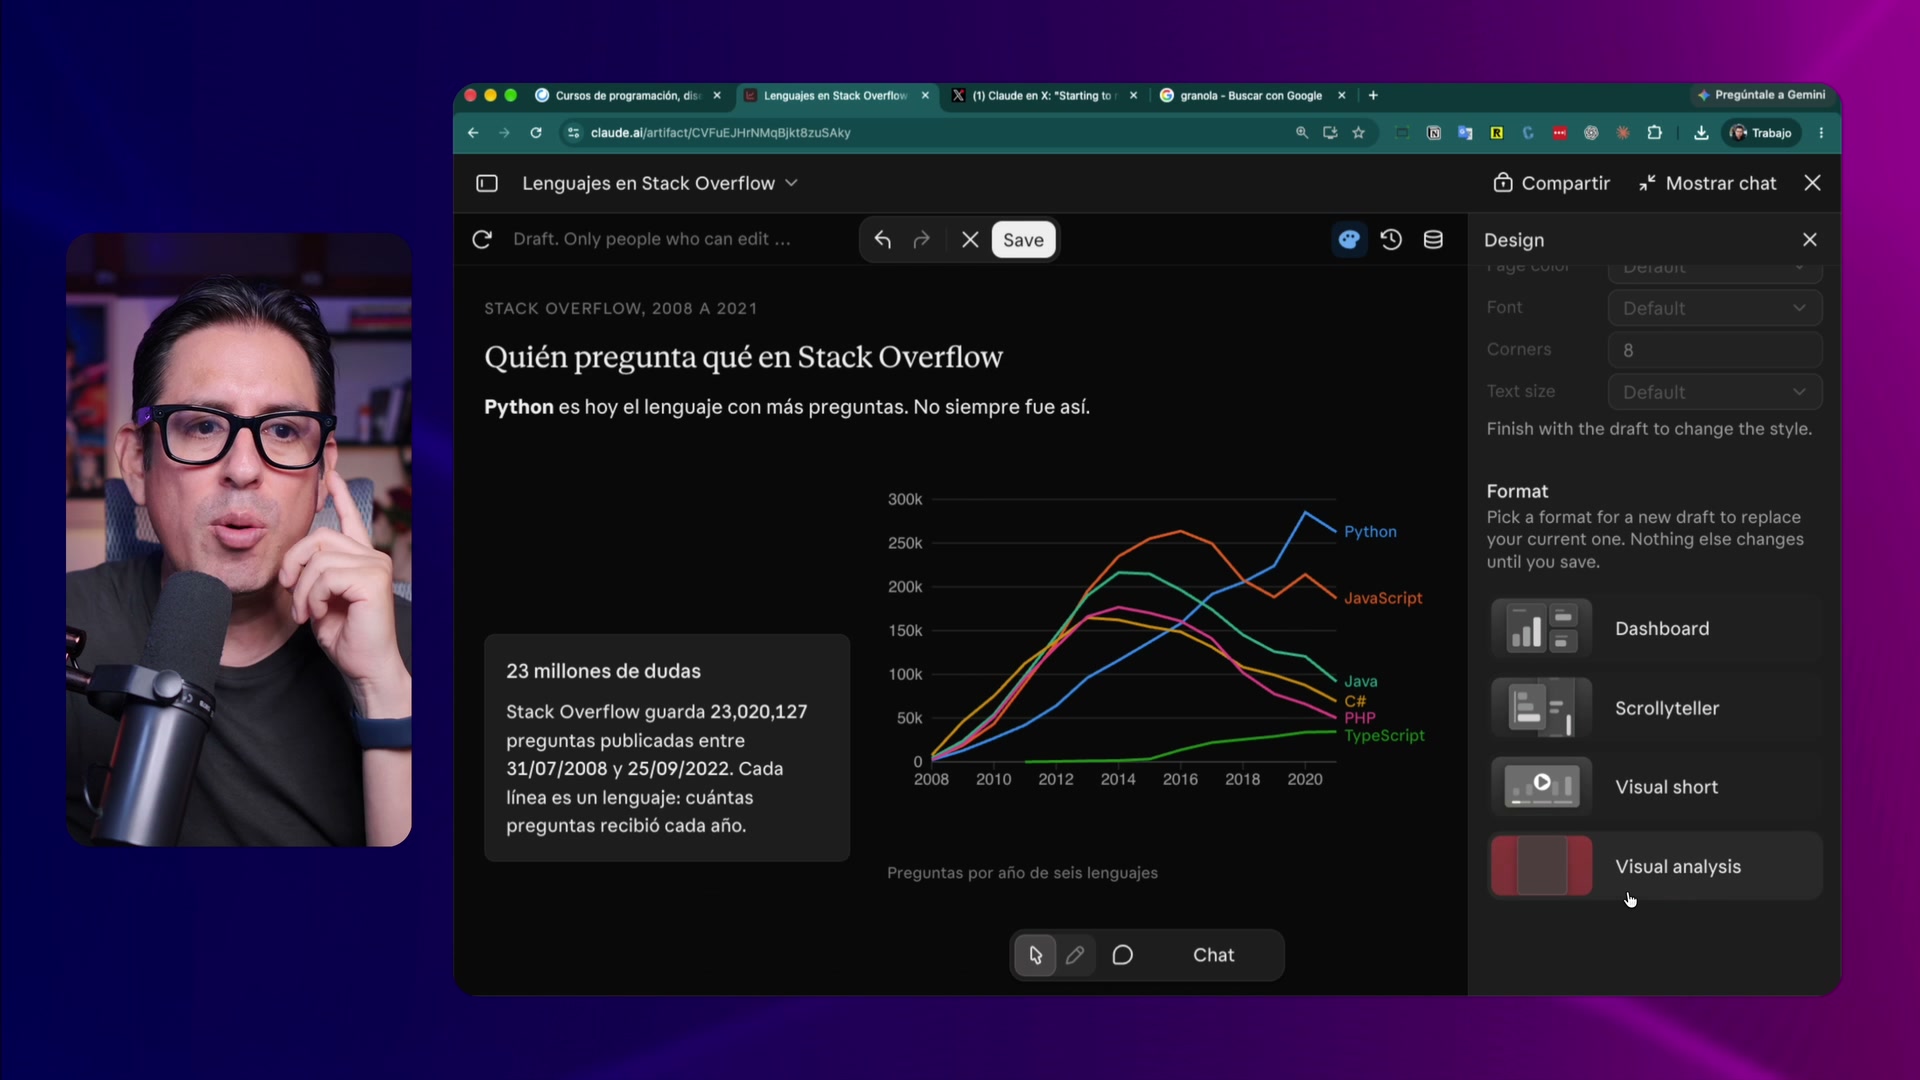 Cursos de programación, dis
Lenguajes en Stack Overflow
(1) Claude en X: "Starting to
granola - Buscar con Google
Pregúntale a Gemini
claude.ai/artifact/CVFuEJHrNMqBjkt8zuSAky
Trabajo
Lenguajes en Stack Overflow
Compartir
Mostrar chat
Draft. Only people who can edit ...
Save
Design
Page color
Default
Font
Default
Corners
8
Text size
Default
Finish with the draft to change the style.
Format
Pick a format for a new draft to replace
your current one. Nothing else changes
until you save.
Dashboard
Scrollyteller
Visual short
Visual analysis
STACK OVERFLOW, 2008 A 2021
Quién pregunta qué en Stack Overflow
Python es hoy el lenguaje con más preguntas. No siempre fue así.
23 millones de dudas
Stack Overflow guarda 23,020,127
preguntas publicadas entre
31/07/2008 y 25/09/2022. Cada
línea es un lenguaje: cuántas
preguntas recibió cada año.
300k
250k
200k
150k
100k
50k
0
2008 2010 2012 2014 2016 2018 2020
Python
JavaScript
Java
C#
PHP
TypeScript
Preguntas por año de seis lenguajes
Chat